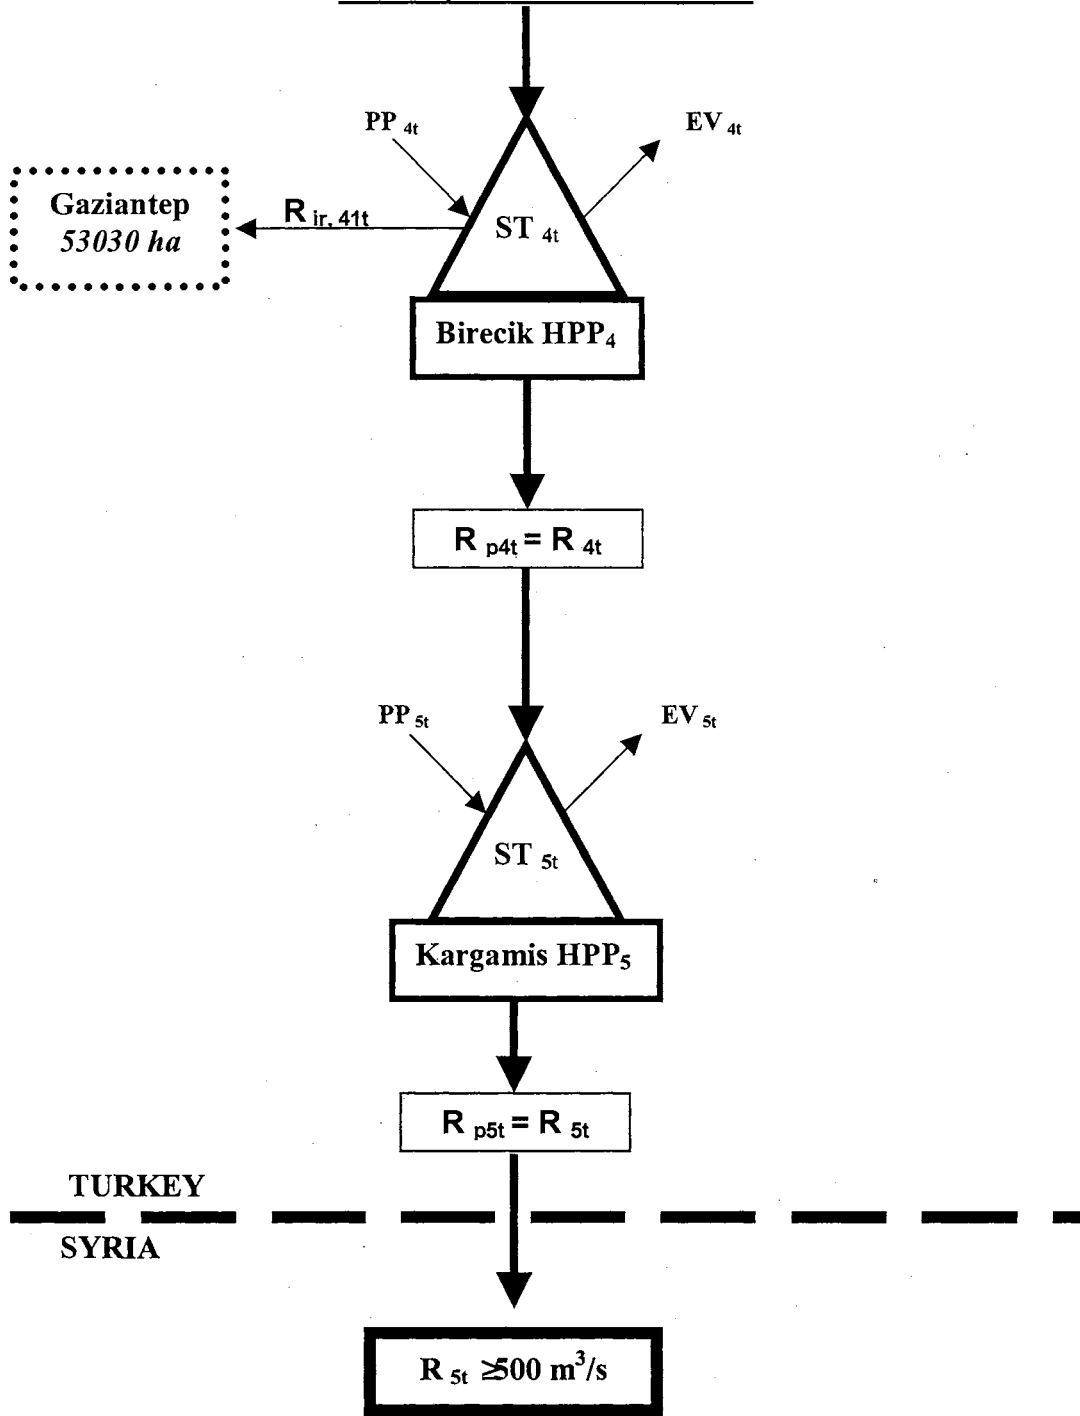 PP 4t
EV 4t
Gaziantep
53030 ha
R ir, 41t
ST 4t
Birecik HPP4
R p4t = R 4t
PP 5t
EV 5t
ST 5t
Kargamis HPP5
R p5t = R 5t
TURKEY
SYRIA
R 5t ≥500 m³/s